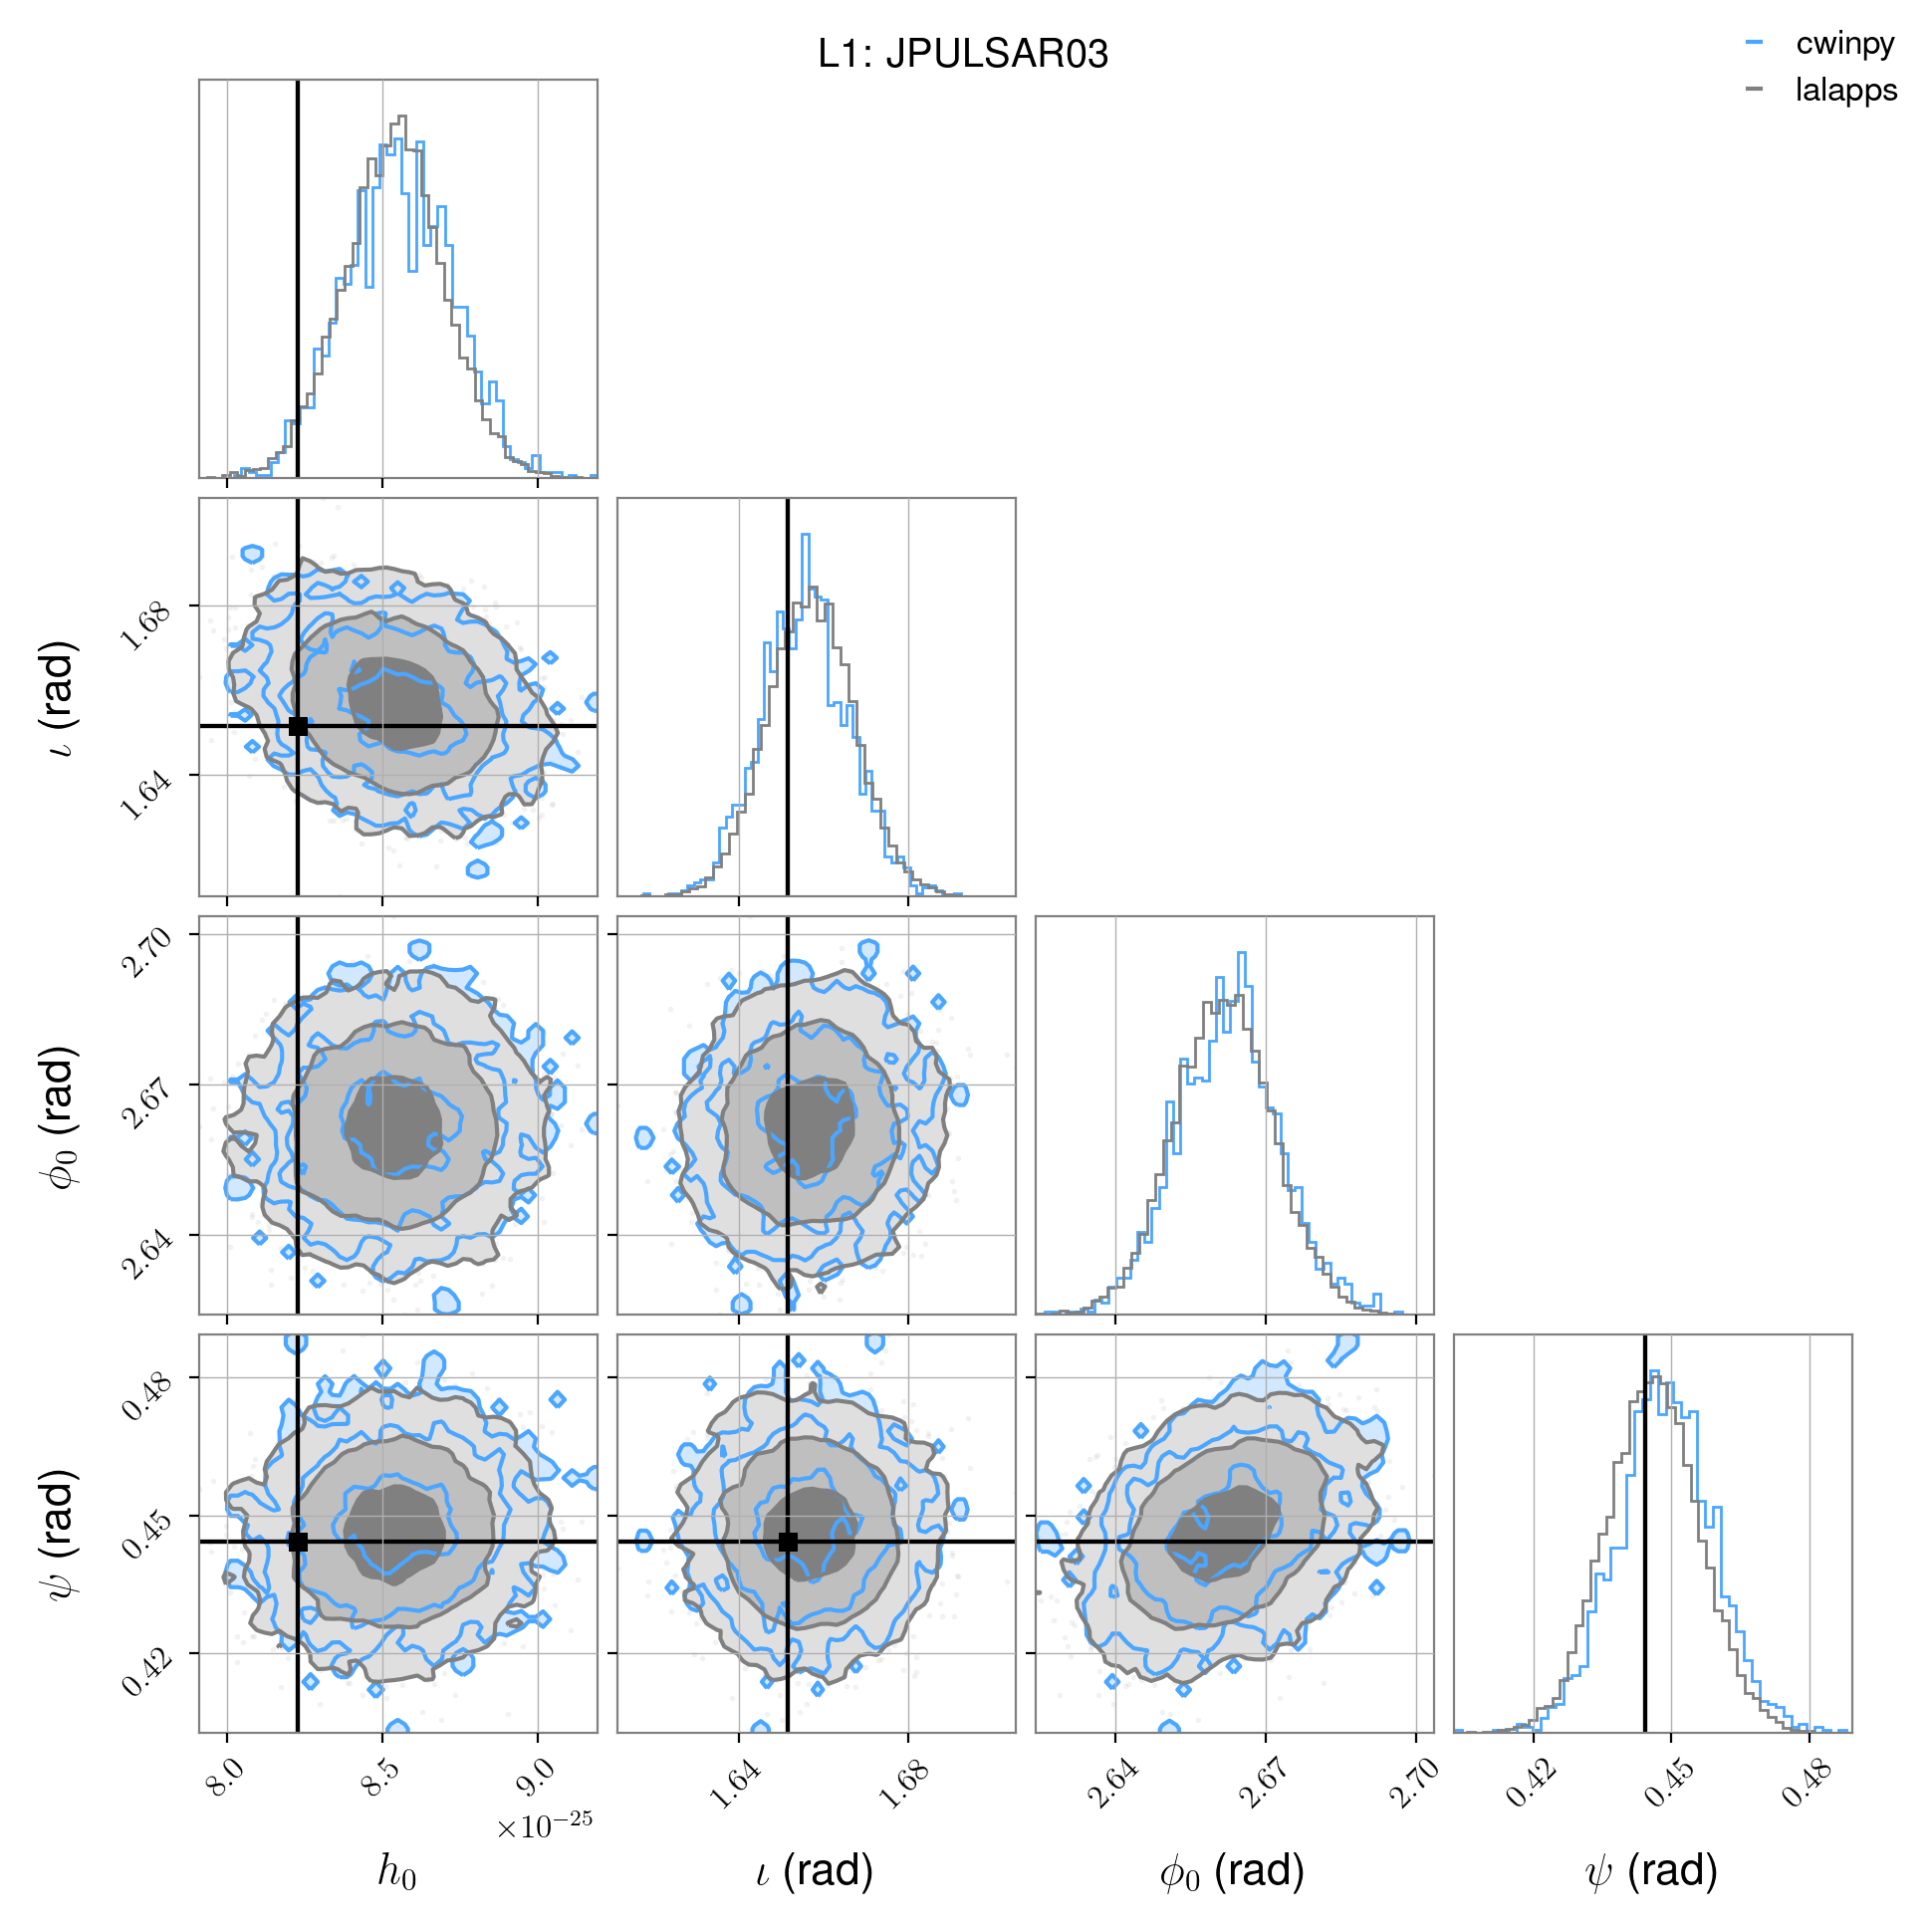 L1: JPULSAR03
cwinpy
lalapps
ι (rad)
1.68
1.64
ϕ₀ (rad)
2.70
2.67
2.64
ψ (rad)
0.48
0.45
0.42
8.0 8.5 9.0
×10⁻²⁵
1.64 1.68
2.64 2.67 2.70
0.42 0.45 0.48
h₀
ι (rad)
ϕ₀ (rad)
ψ (rad)